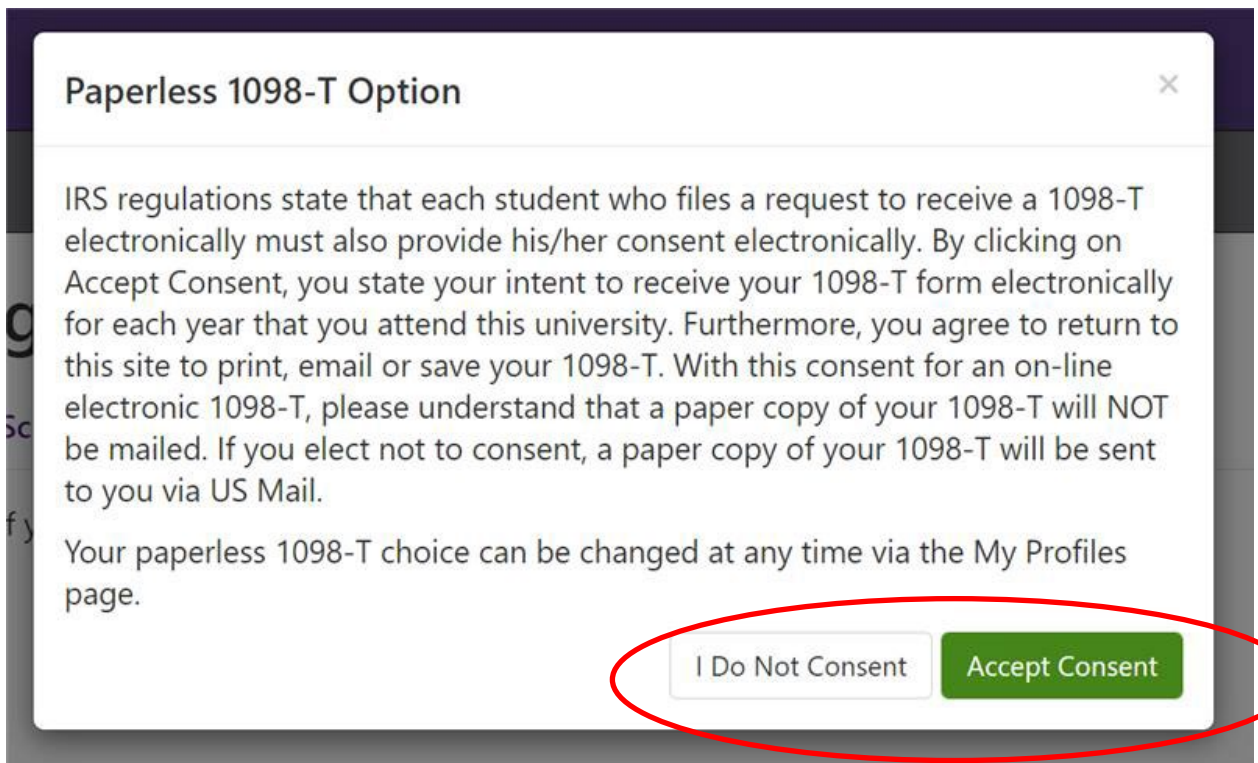 Paperless 1098-T Option
×
IRS regulations state that each student who files a request to receive a 1098-T
electronically must also provide his/her consent electronically. By clicking on
Accept Consent, you state your intent to receive your 1098-T form electronically
for each year that you attend this university. Furthermore, you agree to return to
this site to print, email or save your 1098-T. With this consent for an on-line
electronic 1098-T, please understand that a paper copy of your 1098-T will NOT
be mailed. If you elect not to consent, a paper copy of your 1098-T will be sent
to you via US Mail.
Your paperless 1098-T choice can be changed at any time via the My Profiles
page.
I Do Not Consent
Accept Consent